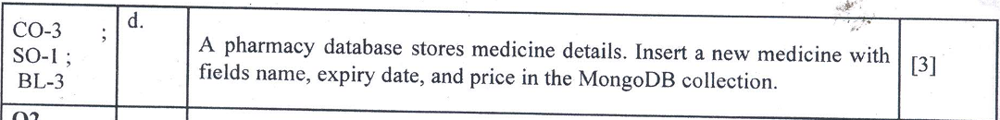 CO-3 ;
SO-1 ;
BL-3
d.
A pharmacy database stores medicine details. Insert a new medicine with
fields name, expiry date, and price in the MongoDB collection.
[3]